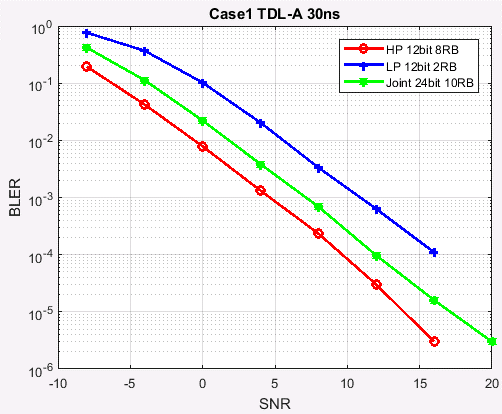 Case1 TDL-A 30ns
HP 12bit 8RB
LP 12bit 2RB
Joint 24bit 10RB
BLER
10^0
10^-1
10^-2
10^-3
10^-4
10^-5
10^-6
-10 -5 0 5 10 15 20
SNR